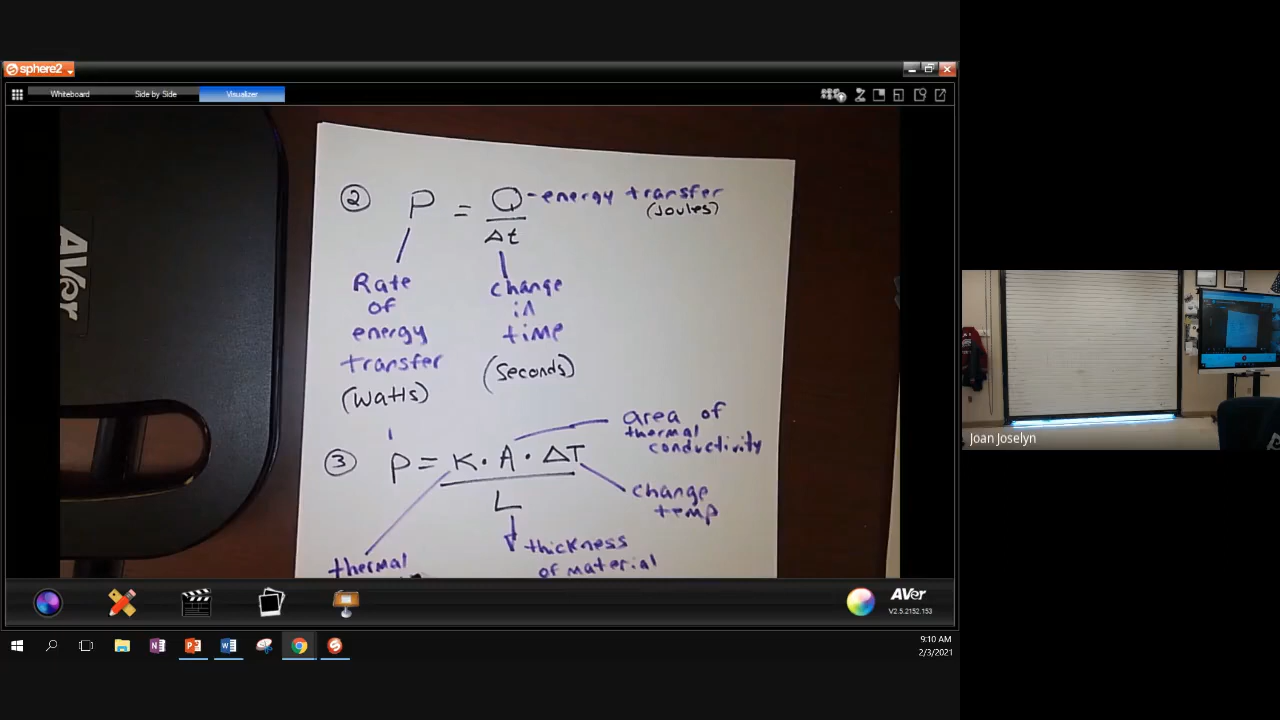 sphere2
Whiteboard
Side by Side
Visualizer
AVer
② P = Q - energy transfer
(Joules)
Δt
Rate
of
energy
transfer
(watts)
change
in
time
(seconds)
③ P = K · A · ΔT
L
area of
thermal
conductivity
change
temp
thickness
of material
thermal
AVer
V2.5.2152.153
9:10 AM
2/3/2021
Joan Joselyn